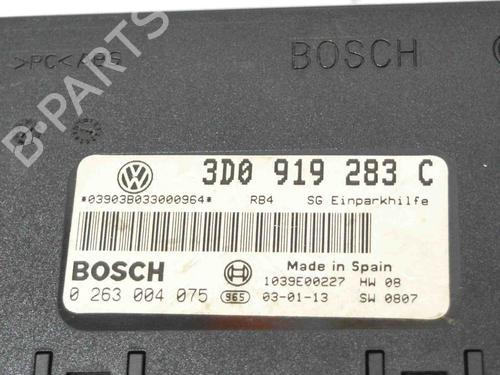 >PC<ABS
BOSCH
3D0 919 283 C
*03903B033000964* RB4 SG Einparkhilfe
BOSCH
Made in Spain
1039E00227 HW 08
0 263 004 075 965 03-01-13 SW 0807
B-PARTS